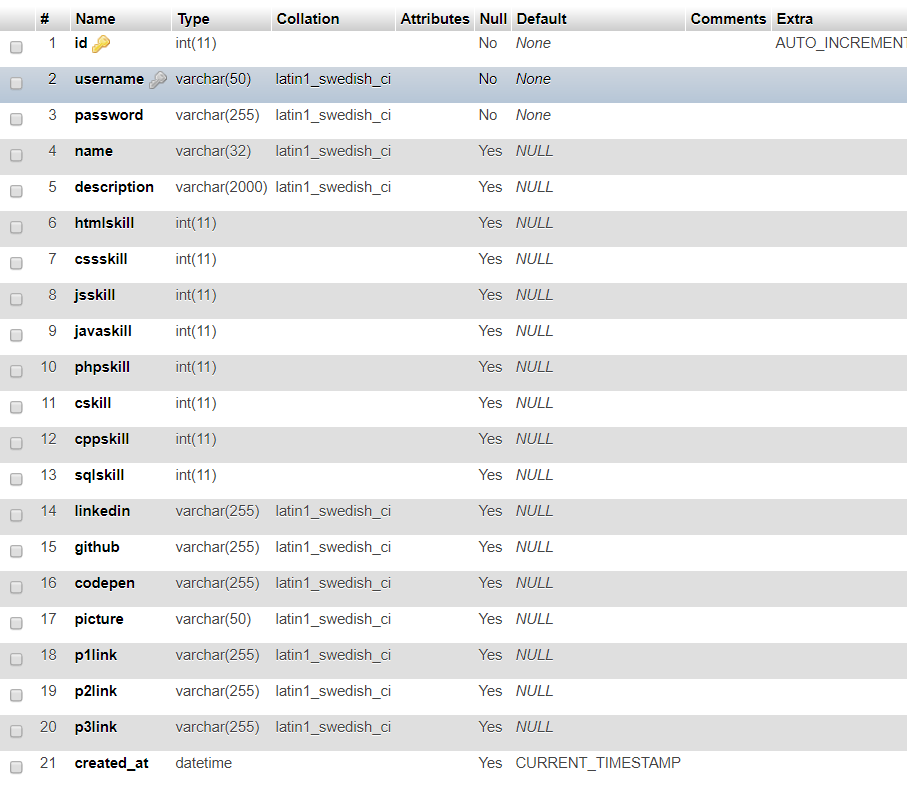 # Name Type Collation Attributes Null Default Comments Extra
1 id int(11) No None AUTO_INCREMENT
2 username varchar(50) latin1_swedish_ci No None
3 password varchar(255) latin1_swedish_ci No None
4 name varchar(32) latin1_swedish_ci Yes NULL
5 description varchar(2000) latin1_swedish_ci Yes NULL
6 htmlskill int(11) Yes NULL
7 cssskill int(11) Yes NULL
8 jsskill int(11) Yes NULL
9 javaskill int(11) Yes NULL
10 phpskill int(11) Yes NULL
11 cskill int(11) Yes NULL
12 cppskill int(11) Yes NULL
13 sqlskill int(11) Yes NULL
14 linkedin varchar(255) latin1_swedish_ci Yes NULL
15 github varchar(255) latin1_swedish_ci Yes NULL
16 codepen varchar(255) latin1_swedish_ci Yes NULL
17 picture varchar(50) latin1_swedish_ci Yes NULL
18 p1link varchar(255) latin1_swedish_ci Yes NULL
19 p2link varchar(255) latin1_swedish_ci Yes NULL
20 p3link varchar(255) latin1_swedish_ci Yes NULL
21 created_at datetime Yes CURRENT_TIMESTAMP